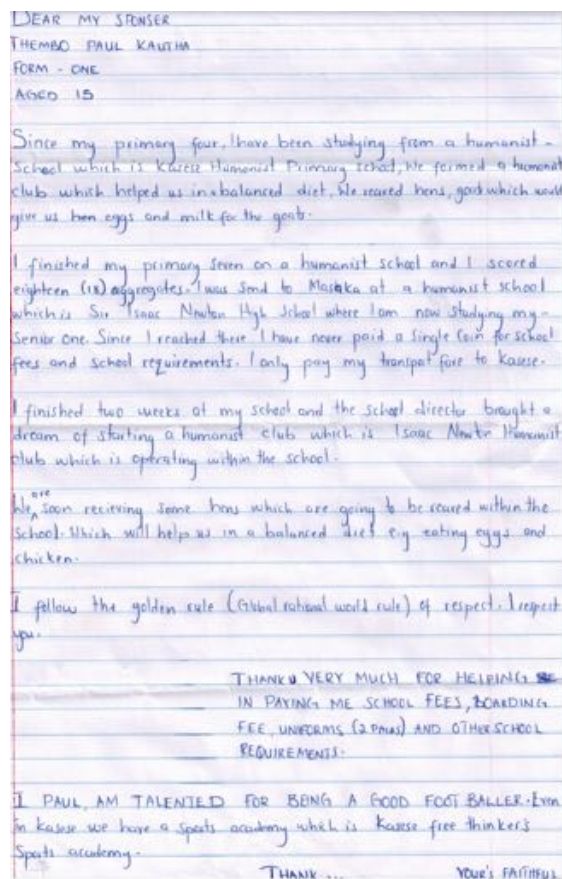 DEAR MY SPONSER
THEMBO PAUL KAUTHA
FORM - ONE
AGED 15
Since my primary four, I have been studying from a humanist -
School which is Kasese Humanist Primary school, We formed a humanist
club which helped us in a balanced diet, We reared hens, goat which would
give us hen eggs and milk for the goats.
I finished my primary seven on a humanist school and I scored
eighteen (18) aggregates. I was send to Masaka at a humanist school
which is Sir Isaac Newton High School where I am now studying my -
Senior one. Since I reached there I have never paid a single Coin for school
fees and school requirements. I only pay my transpot fare to Kasese.
I finished two weeks at my school and the school director brought a
dream of starting a humanist club which is Isaac Newton Humanist
club which is operating within the school.
We are soon recieving some hens which are going to be reared within the
school. Which will help us in a balanced diet e.g eating eggs and
chicken.
I follow the golden rule (Global rational world rule) of respect. I respect
you.
THANK U VERY MUCH FOR HELPING
IN PAYING ME SCHOOL FEES, BOARDING
FEE, UNIFORMS (2 PAIRS) AND OTHER SCHOOL
REQUIREMENTS.
I PAUL, AM TALENTED FOR BEING A GOOD FOOT BALLER. Even
in Kasese we have a Spoats academy which is Kasese free thinker's
Spoats academy.
THANK... YOUR'S FAITHFUL